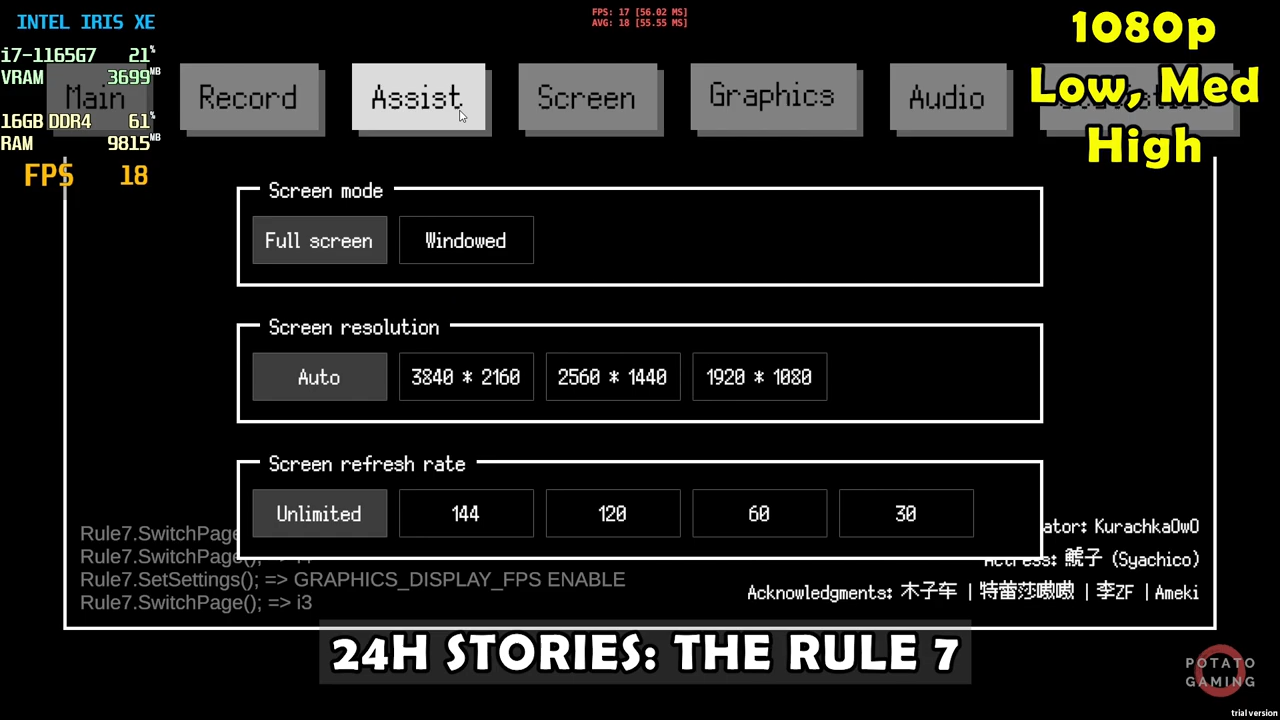 INTEL IRIS XE
i7-1165G7 21%
VRAM 3699MB
16GB DDR4 61%
RAM 9815MB
FPS 18
FPS: 17 [56.02 MS]
AVG: 18 [55.55 MS]
1080p
Low, Med
High
Main
Record
Assist
Screen
Graphics
Audio
Screen mode
Full screen
Windowed
Screen resolution
Auto
3840 * 2160
2560 * 1440
1920 * 1080
Screen refresh rate
Unlimited
144
120
60
30
Rule7.SwitchPage
Rule7.SwitchPage();
Rule7.SetSettings(); => GRAPHICS_DISPLAY_FPS ENABLE
Rule7.SwitchPage(); => i3
ator: KurachkaOwO
Actress: 鯱子 (Syachico)
Acknowledgments: 木子车 | 特蕾莎嗷嗷 | 李ZF | Ameki
24H STORIES: THE RULE 7
POTATO
GAMING
trial version